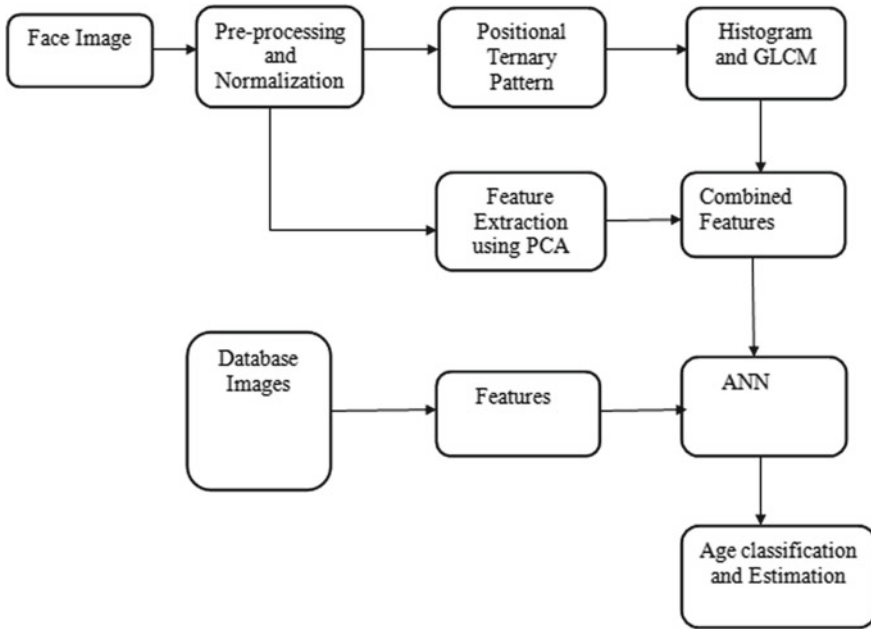 Face Image
Pre-processing
and
Normalization
Positional
Ternary
Pattern
Histogram
and GLCM
Feature
Extraction
using PCA
Combined
Features
Database
Images
Features
ANN
Age classification
and Estimation